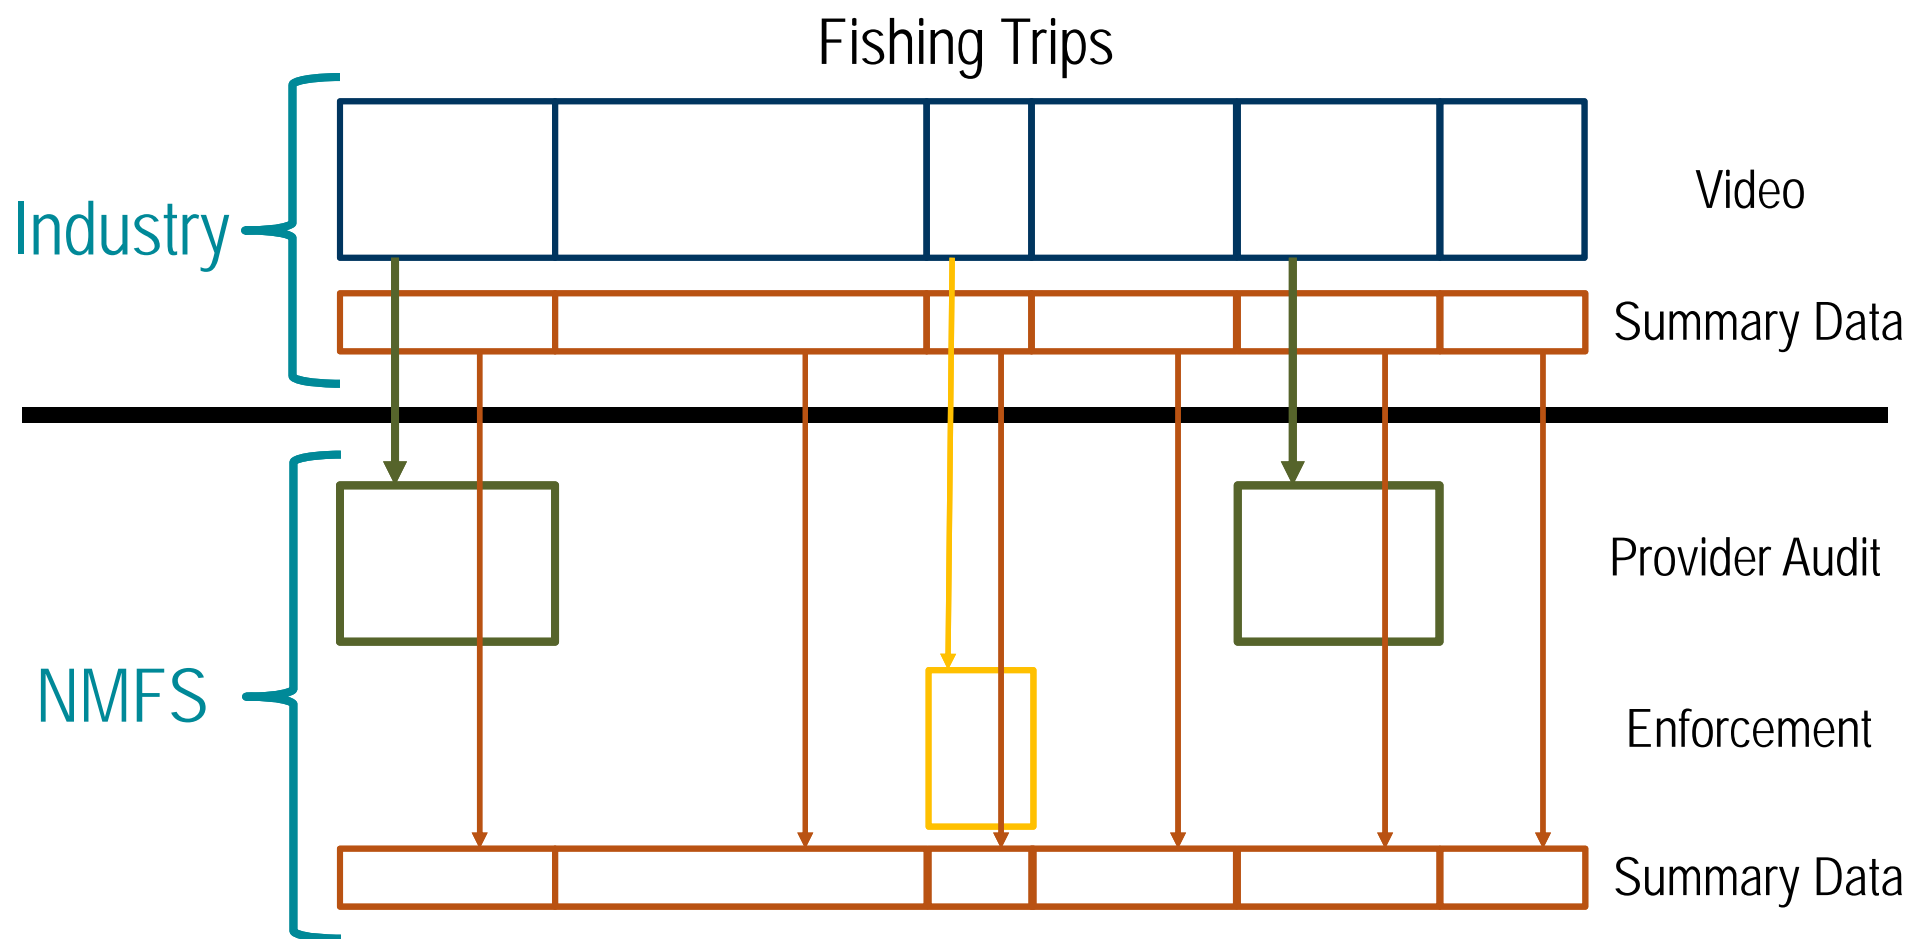 Fishing Trips
Industry
Video
Summary Data
Provider Audit
NMFS
Enforcement
Summary Data